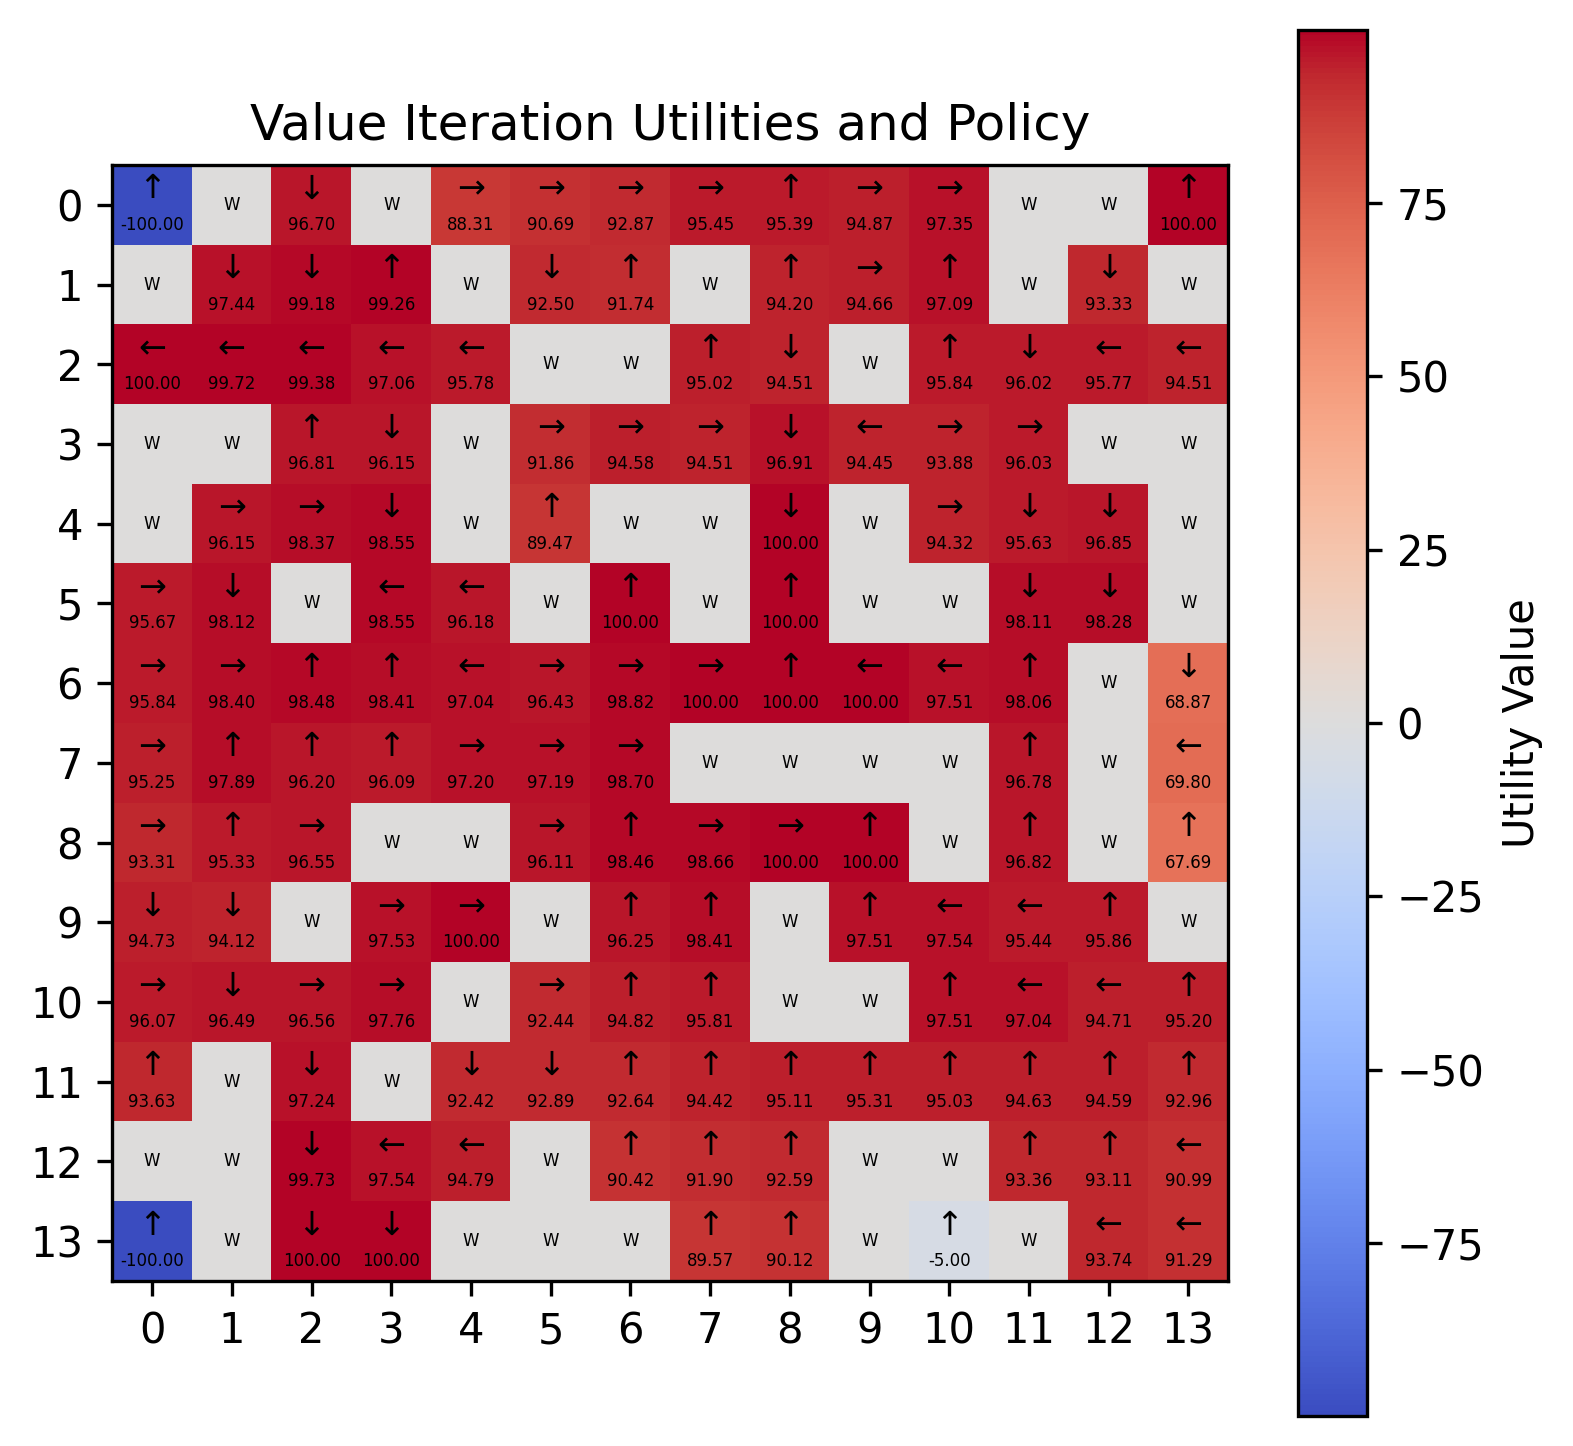 Value Iteration Utilities and Policy
0 ↑ W ↓ W → → → → ↑ → → W W ↑
-100.00 96.70 88.31 90.69 92.87 95.45 95.39 94.87 97.35 100.00
1 W ↓ ↓ ↑ W ↓ ↑ W ↑ → ↑ W ↓ W
97.44 99.18 99.26 92.50 91.74 94.20 94.66 97.09 93.33
2 ← ← ← ← ← W W ↑ ↓ W ↑ ↓ ← ←
100.00 99.72 99.38 97.06 95.78 95.02 94.51 95.84 96.02 95.77 94.51
3 W W ↑ ↓ W → → → ↓ ← → → W W
96.81 96.15 91.86 94.58 94.51 96.91 94.45 93.88 96.03
4 W → → ↓ W ↑ W W ↓ W → ↓ ↓ W
96.15 98.37 98.55 89.47 100.00 94.32 95.63 96.85
5 → ↓ W ← ← W ↑ W ↑ W W ↓ ↓ W
95.67 98.12 98.55 96.18 100.00 100.00 98.11 98.28
6 → → ↑ ↑ ← → → → ↑ ← ← ↑ W ↓
95.84 98.40 98.48 98.41 97.04 96.43 98.82 100.00 100.00 100.00 97.51 98.06 68.87
7 → ↑ ↑ ↑ → → → W W W W ↑ W ←
95.25 97.89 96.20 96.09 97.20 97.19 98.70 96.78 69.80
8 → ↑ → W W → ↑ → → ↑ W ↑ W ↑
93.31 95.33 96.55 96.11 98.46 98.66 100.00 100.00 96.82 67.69
9 ↓ ↓ W → → W ↑ ↑ W ↑ ← ← ↑ W
94.73 94.12 97.53 100.00 96.25 98.41 97.51 97.54 95.44 95.86
10 → ↓ → → W → ↑ ↑ W W ↑ ← ← ↑
96.07 96.49 96.56 97.76 92.44 94.82 95.81 97.51 97.04 94.71 95.20
11 ↑ W ↓ W ↓ ↓ ↑ ↑ ↑ ↑ ↑ ↑ ↑ ↑
93.63 97.24 92.42 92.89 92.64 94.42 95.11 95.31 95.03 94.63 94.59 92.96
12 W W ↓ ← ← W ↑ ↑ ↑ W W ↑ ↑ ←
99.73 97.54 94.79 90.42 91.90 92.59 93.36 93.11 90.99
13 ↑ W ↓ ↓ W W W ↑ ↑ W ↑ W ← ←
-100.00 100.00 100.00 89.57 90.12 -5.00 93.74 91.29
0 1 2 3 4 5 6 7 8 9 10 11 12 13
75
50
25
0
−25
−50
−75
Utility Value